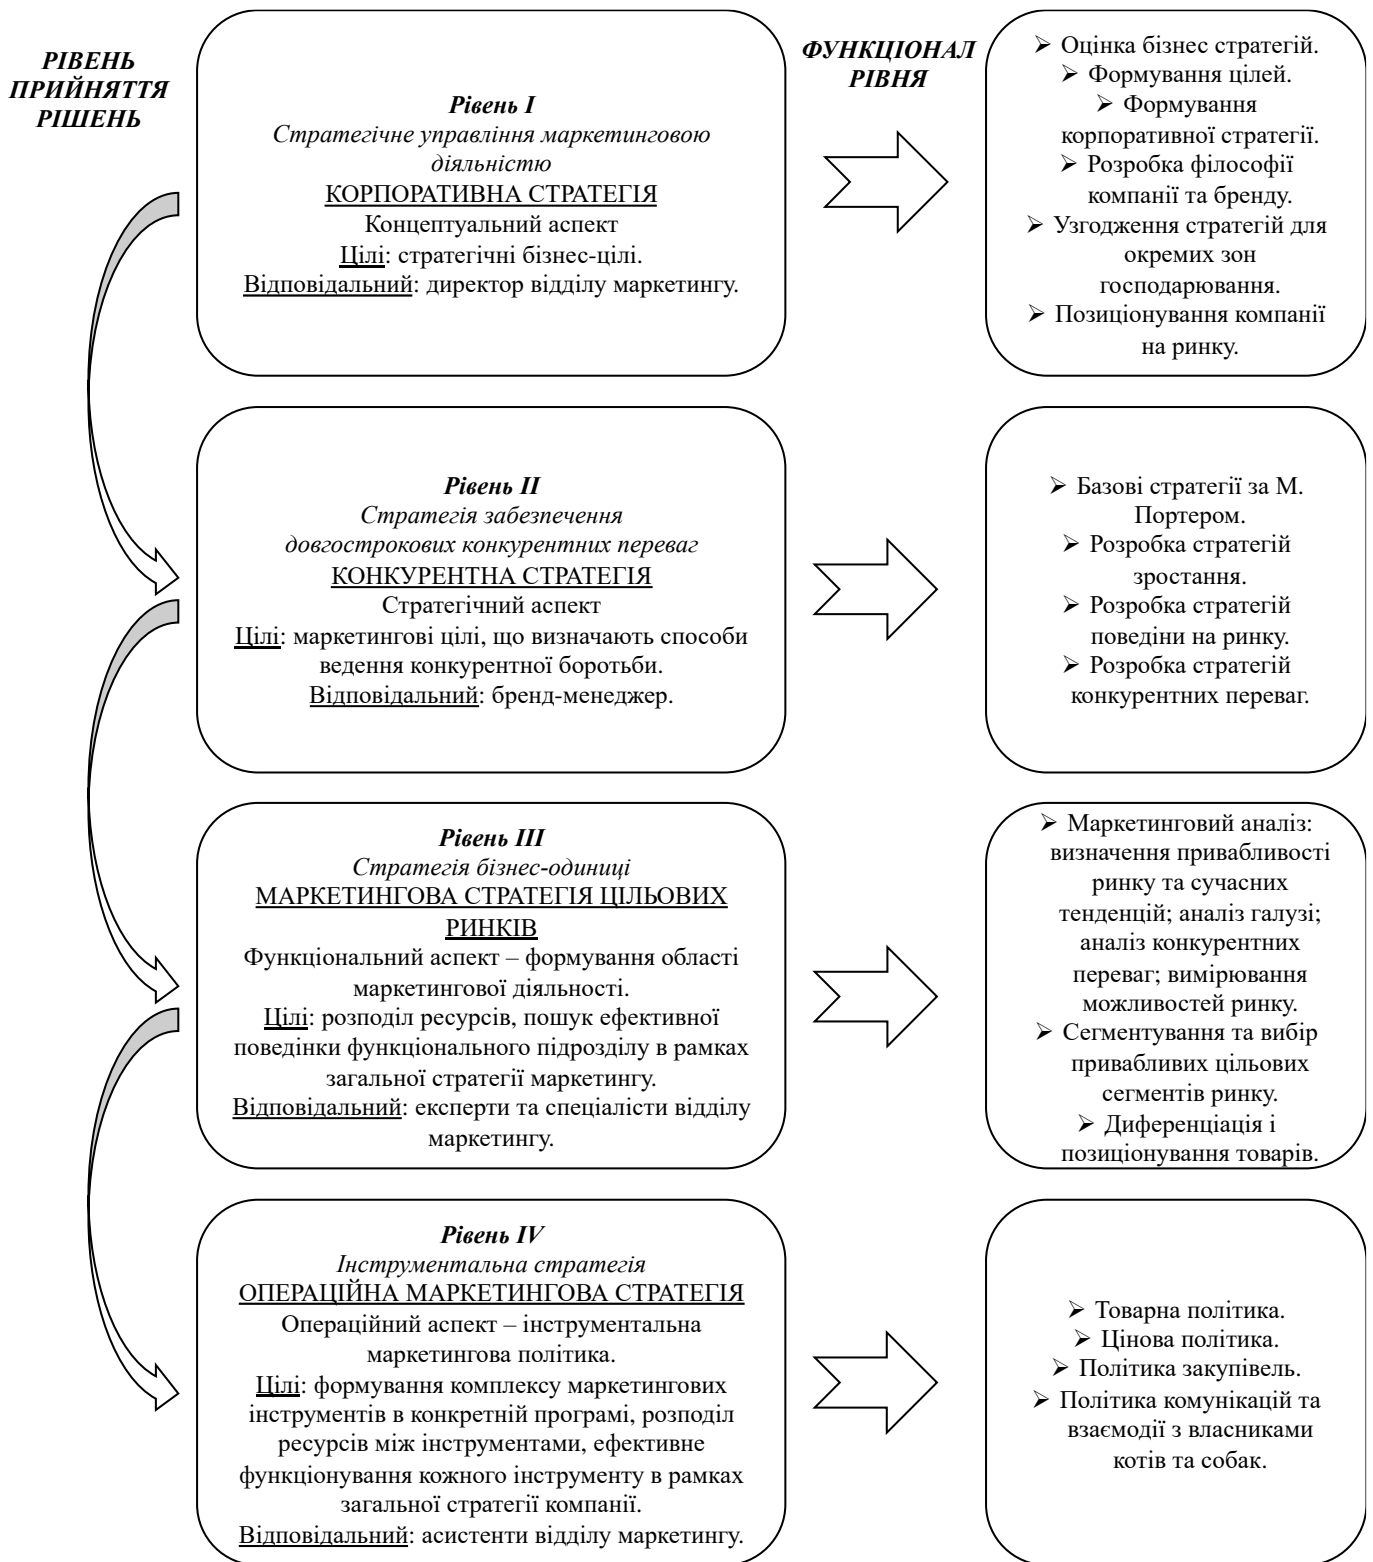 РІВЕНЬ
ПРИЙНЯТТЯ
РІШЕНЬ
Рівень І
Стратегічне управління маркетинговою
діяльністю
КОРПОРАТИВНА СТРАТЕГІЯ
Концептуальний аспект
Цілі: стратегічні бізнес-цілі.
Відповідальний: директор відділу маркетингу.
ФУНКЦІОНАЛ
РІВНЯ
➢ Оцінка бізнес стратегій.
➢ Формування цілей.
➢ Формування
корпоративної стратегії.
➢ Розробка філософії
компанії та бренду.
➢ Узгодження стратегій для
окремих зон
господарювання.
➢ Позиціонування компанії
на ринку.
Рівень ІІ
Стратегія забезпечення
довгострокових конкурентних переваг
КОНКУРЕНТНА СТРАТЕГІЯ
Стратегічний аспект
Цілі: маркетингові цілі, що визначають способи
ведення конкурентної боротьби.
Відповідальний: бренд-менеджер.
➢ Базові стратегії за М.
Портером.
➢ Розробка стратегій
зростання.
➢ Розробка стратегій
поведіни на ринку.
➢ Розробка стратегій
конкурентних переваг.
Рівень ІІІ
Стратегія бізнес-одиниці
МАРКЕТИНГОВА СТРАТЕГІЯ ЦІЛЬОВИХ
РИНКІВ
Функціональний аспект – формування області
маркетингової діяльності.
Цілі: розподіл ресурсів, пошук ефективної
поведінки функціонального підрозділу в рамках
загальної стратегії маркетингу.
Відповідальний: експерти та спеціалісти відділу
маркетингу.
➢ Маркетинговий аналіз:
визначення привабливості
ринку та сучасних
тенденцій; аналіз галузі;
аналіз конкурентних
переваг; вимірювання
можливостей ринку.
➢ Сегментування та вибір
привабливих цільових
сегментів ринку.
➢ Диференціація і
позиціонування товарів.
Рівень IV
Інструментальна стратегія
ОПЕРАЦІЙНА МАРКЕТИНГОВА СТРАТЕГІЯ
Операційний аспект – інструментальна
маркетингова політика.
Цілі: формування комплексу маркетингових
інструментів в конкретній програмі, розподіл
ресурсів між інструментами, ефективне
функціонування кожного інструменту в рамках
загальної стратегії компанії.
Відповідальний: асистенти відділу маркетингу.
➢ Товарна політика.
➢ Цінова політика.
➢ Політика закупівель.
➢ Політика комунікацій та
взаємодії з власниками
котів та собак.